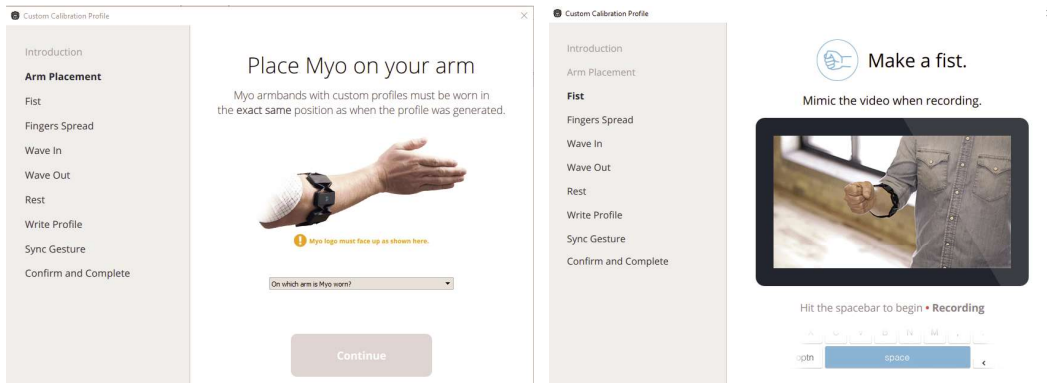 Custom Calibration Profile
Introduction
Arm Placement
Fist
Fingers Spread
Wave In
Wave Out
Rest
Write Profile
Sync Gesture
Confirm and Complete
Place Myo on your arm
Myo armbands with custom profiles must be worn in
the exact same position as when the profile was generated.
Myo logo must face up as shown here.
On which arm is Myo worn?
Continue
Custom Calibration Profile
Introduction
Arm Placement
Fist
Fingers Spread
Wave In
Wave Out
Rest
Write Profile
Sync Gesture
Confirm and Complete
Make a fist.
Mimic the video when recording.
Hit the spacebar to begin • Recording
space